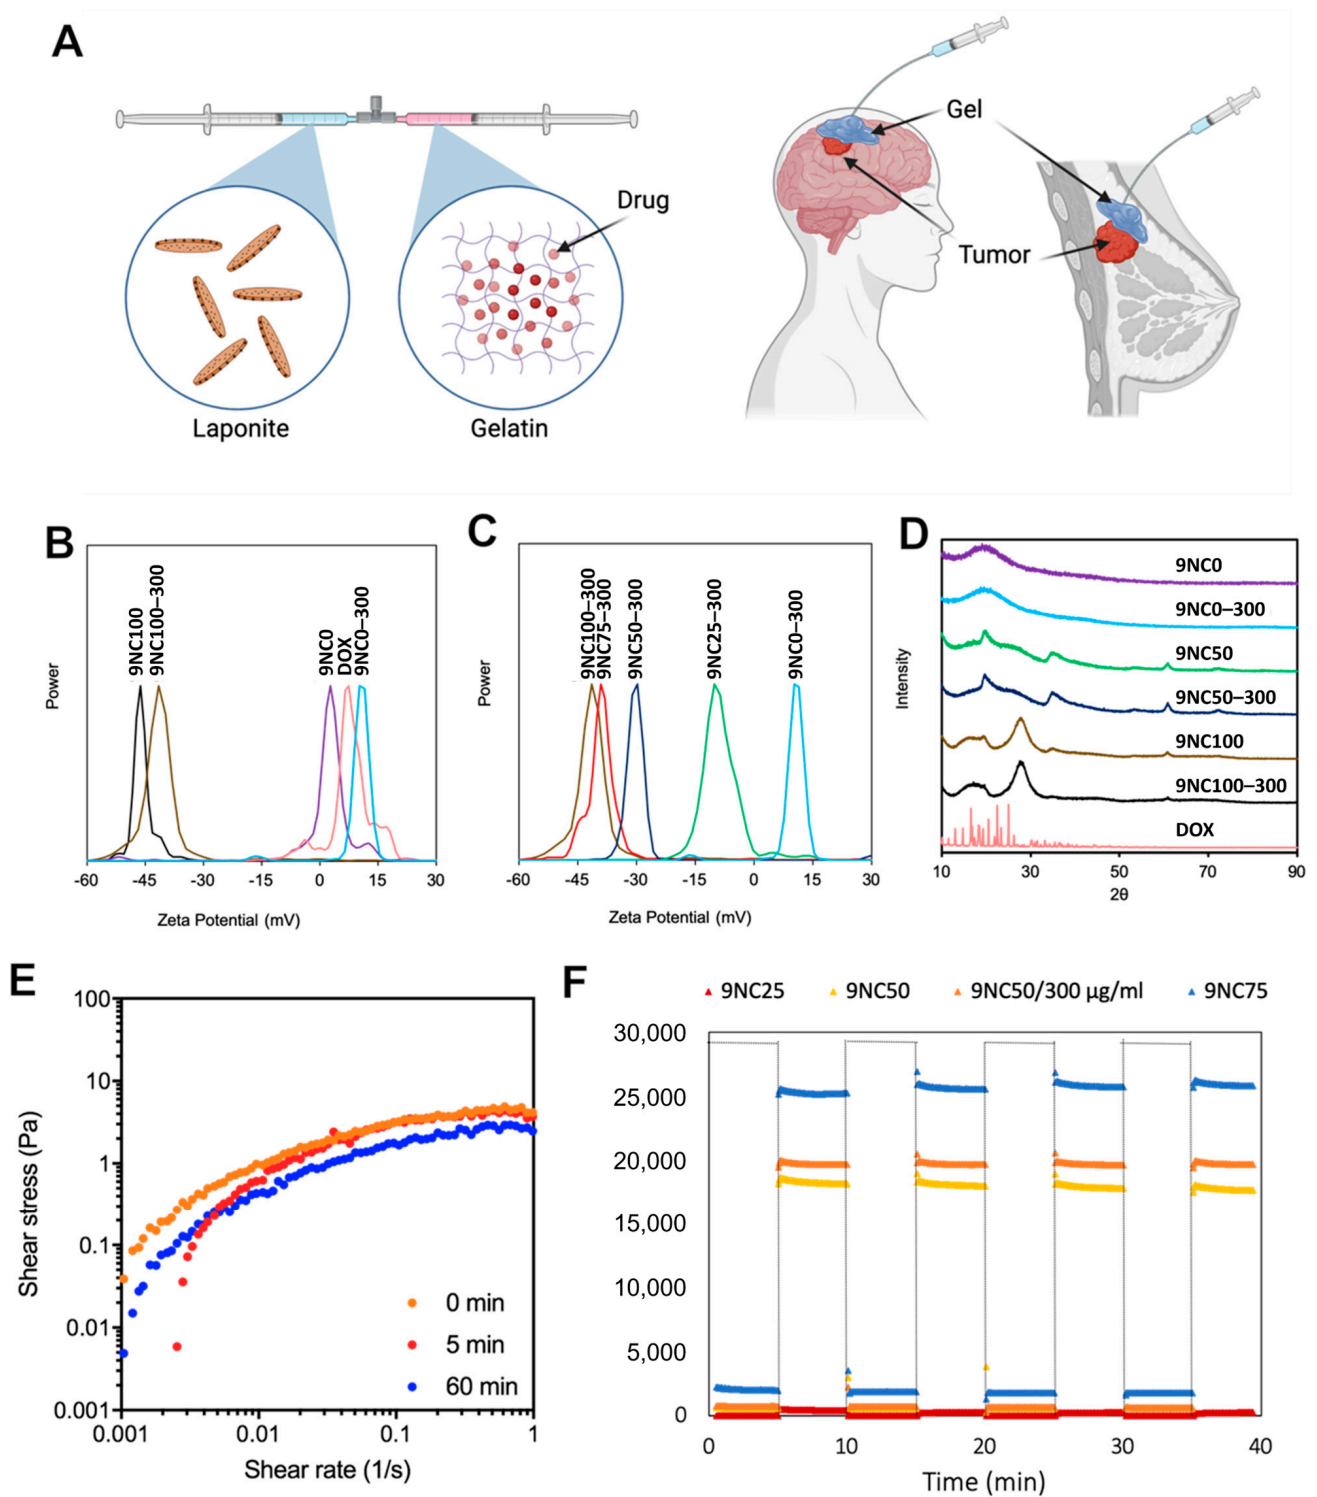 A
Gel
Drug
Tumor
Laponite
Gelatin
B
9NC100
9NC100–300
9NC0
DOX
9NC0–300
Power
-60 -45 -30 -15 0 15 30
Zeta Potential (mV)
C
9NC100–300
9NC75–300
9NC50–300
9NC25–300
9NC0–300
Power
-60 -45 -30 -15 0 15 30
Zeta Potential (mV)
D
9NC0
9NC0–300
9NC50
9NC50–300
9NC100
9NC100–300
DOX
Intensity
10 30 50 70 90
2θ
E
100
10
1
0.1
0.01
0.001
Shear stress (Pa)
0 min
5 min
60 min
0.001 0.01 0.1 1
Shear rate (1/s)
F
9NC25 9NC50 9NC50/300 μg/ml 9NC75
30,000
25,000
20,000
15,000
10,000
5,000
0
0 10 20 30 40
Time (min)